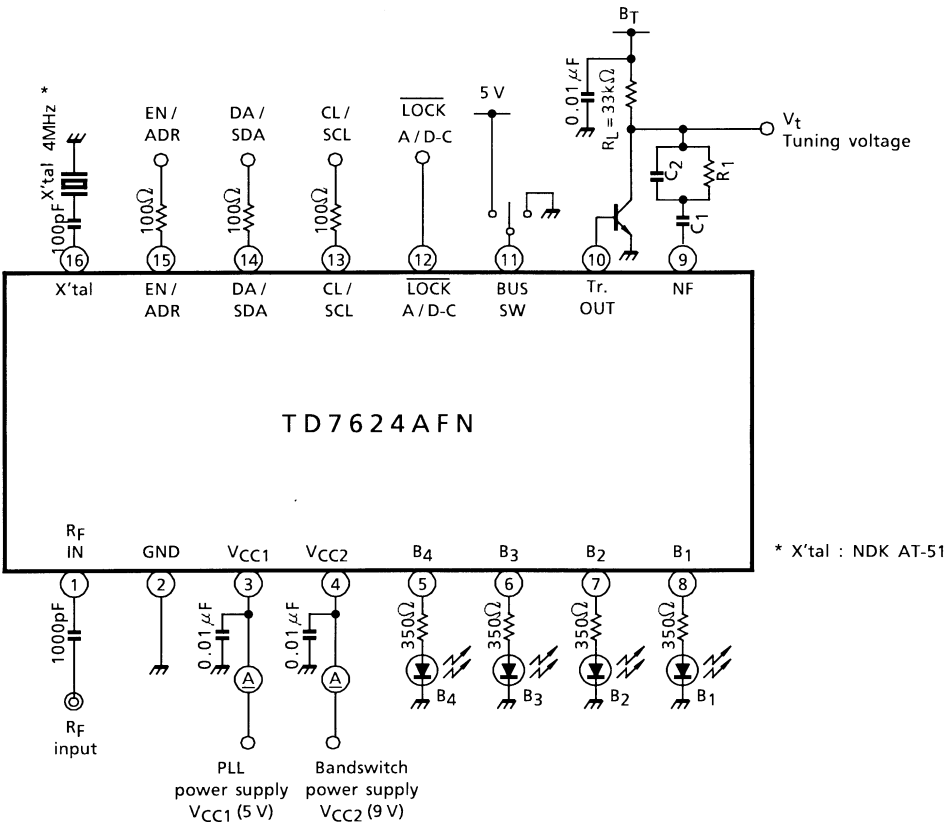 B_T
0.01 μF
R_L = 33kΩ
V_t
Tuning voltage
C_2
R_1
C_1
X'tal 4MHz *
100pF
EN /
ADR
100Ω
DA /
SDA
100Ω
CL /
SCL
100Ω
L̅O̅C̅K̅
A / D-C
5 V
16
15
14
13
12
11
10
9
X'tal
EN /
ADR
DA /
SDA
CL /
SCL
L̅O̅C̅K̅
A / D-C
BUS
SW
Tr.
OUT
NF
TD7624AFN
R_F
IN
GND
V_CC1
V_CC2
B_4
B_3
B_2
B_1
* X'tal : NDK AT-51
1
2
3
4
5
6
7
8
1000pF
0.01 μF
0.01 μF
350Ω
350Ω
350Ω
350Ω
A
A
B_4
B_3
B_2
B_1
R_F
input
PLL
power supply
V_CC1 (5 V)
Bandswitch
power supply
V_CC2 (9 V)